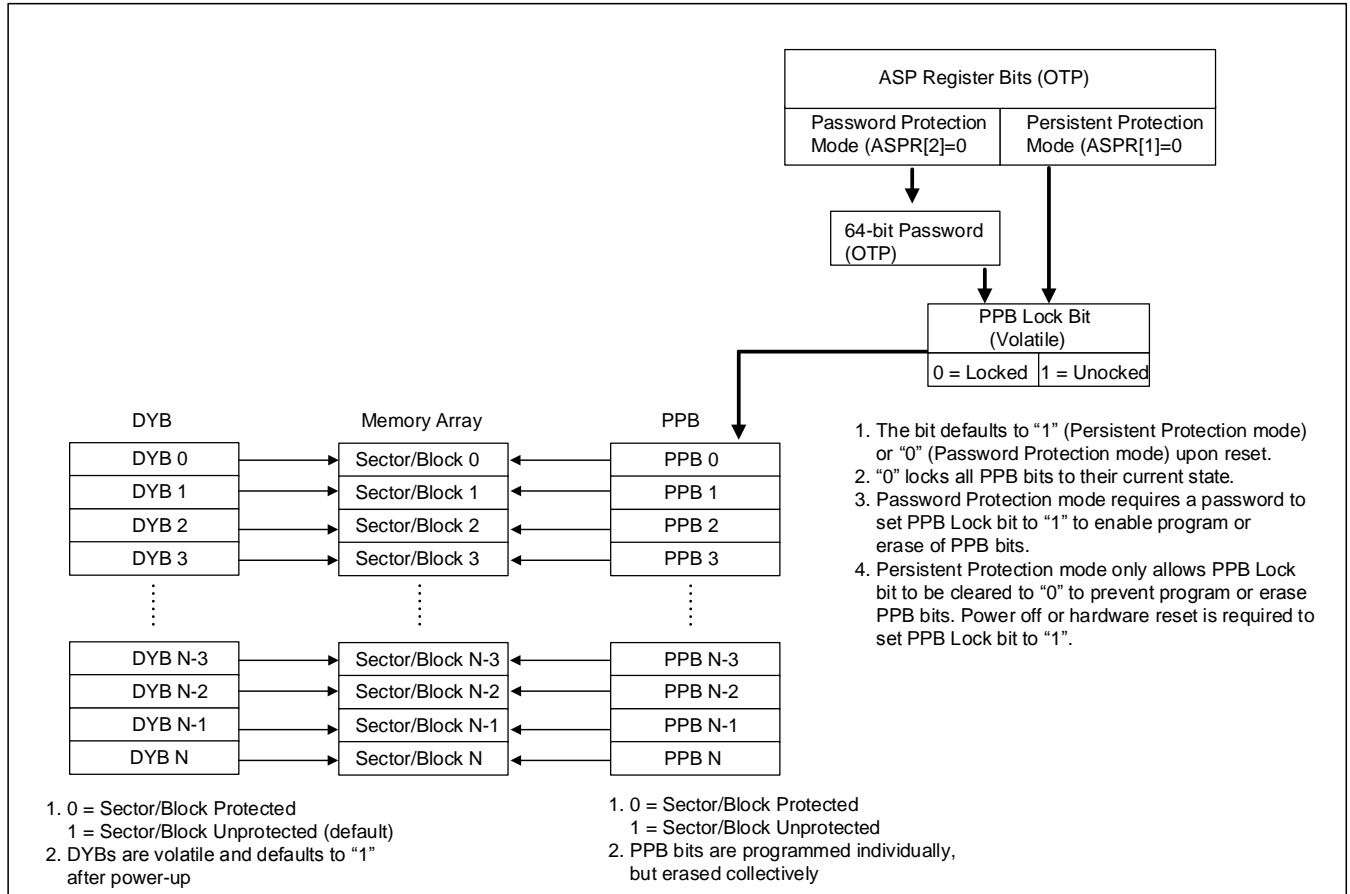 ASP Register Bits (OTP)
Password Protection
Mode (ASPR[2]=0
Persistent Protection
Mode (ASPR[1]=0
64-bit Password
(OTP)
PPB Lock Bit
(Volatile)
0 = Locked
1 = Unocked
1. The bit defaults to “1” (Persistent Protection mode)
or “0” (Password Protection mode) upon reset.
2. “0” locks all PPB bits to their current state.
3. Password Protection mode requires a password to
set PPB Lock bit to “1” to enable program or
erase of PPB bits.
4. Persistent Protection mode only allows PPB Lock
bit to be cleared to “0” to prevent program or erase
PPB bits. Power off or hardware reset is required to
set PPB Lock bit to “1”.
DYB Memory Array PPB
DYB 0 Sector/Block 0 PPB 0
DYB 1 Sector/Block 1 PPB 1
DYB 2 Sector/Block 2 PPB 2
DYB 3 Sector/Block 3 PPB 3
DYB N-3 Sector/Block N-3 PPB N-3
DYB N-2 Sector/Block N-2 PPB N-2
DYB N-1 Sector/Block N-1 PPB N-1
DYB N Sector/Block N PPB N
1. 0 = Sector/Block Protected
1 = Sector/Block Unprotected (default)
2. DYBs are volatile and defaults to “1”
after power-up
1. 0 = Sector/Block Protected
1 = Sector/Block Unprotected
2. PPB bits are programmed individually,
but erased collectively